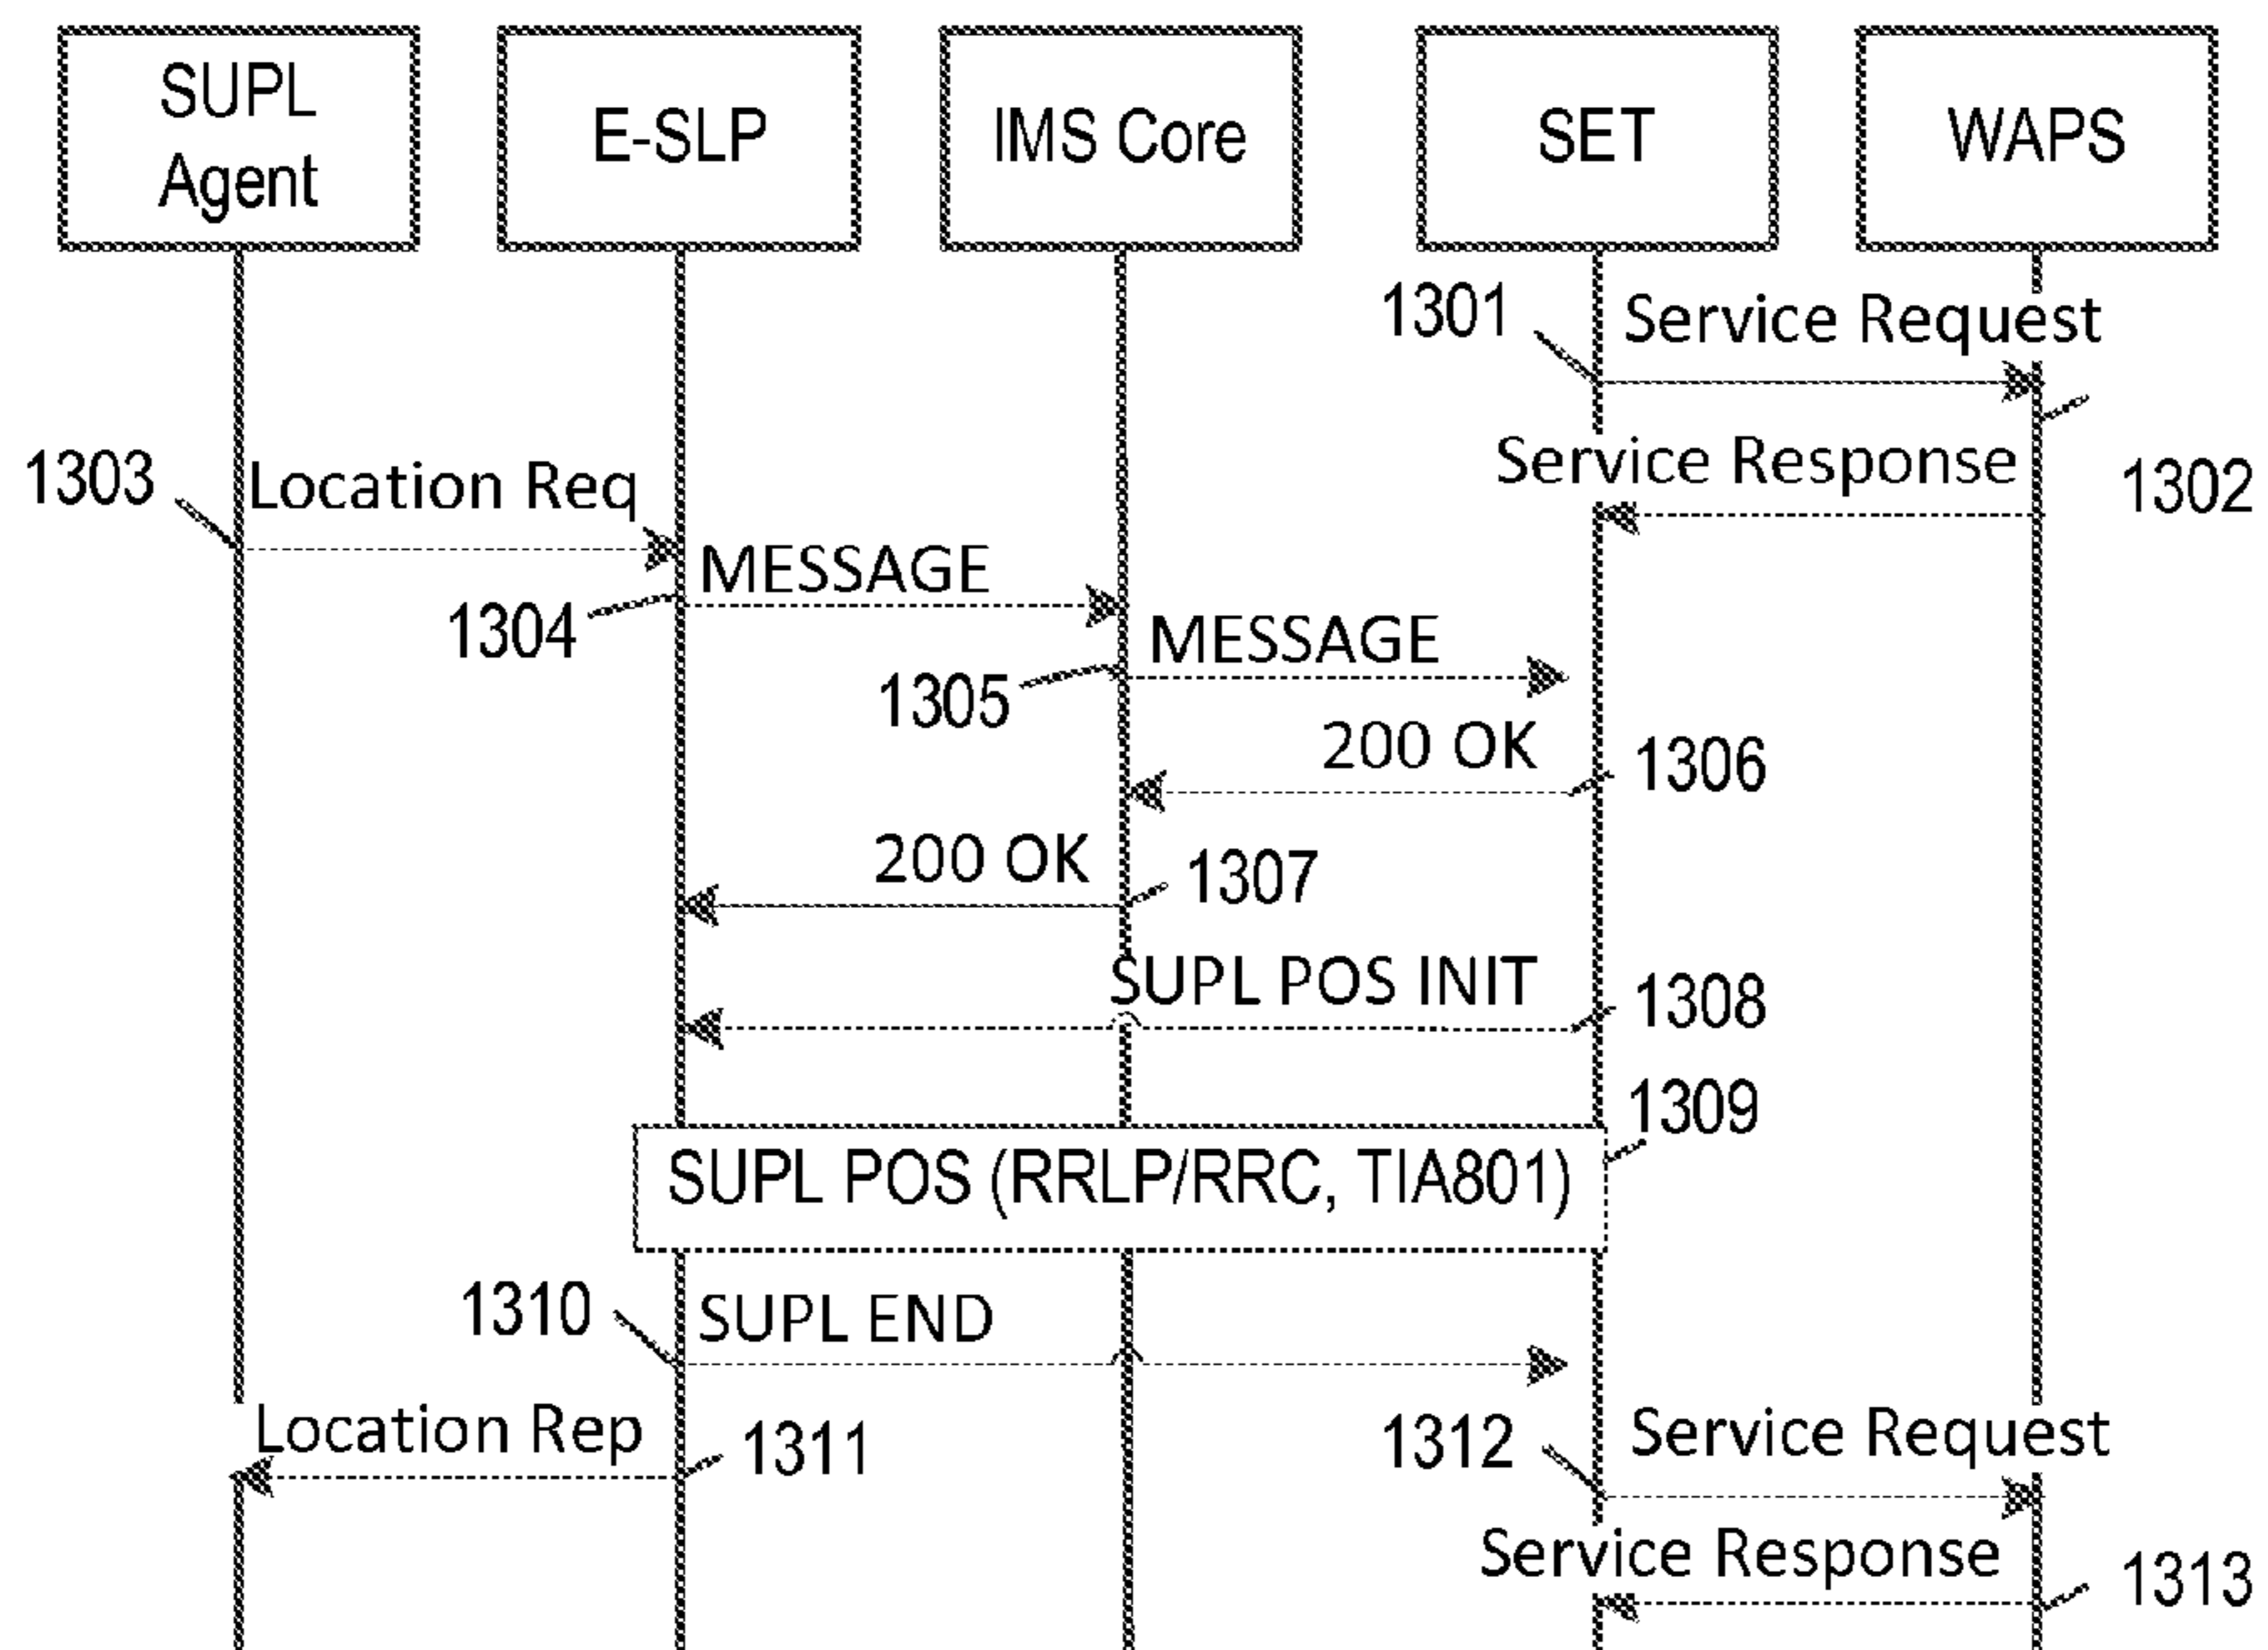 SUPL
Agent
E-SLP
IMS Core
SET
WAPS
1301
Service Request
Service Response
1302
1303
Location Req
MESSAGE
1304
MESSAGE
1305
200 OK
1306
200 OK
1307
SUPL POS INIT
1308
1309
SUPL POS (RRLP/RRC, TIA801)
1310
SUPL END
Location Rep
1311
1312
Service Request
Service Response
1313